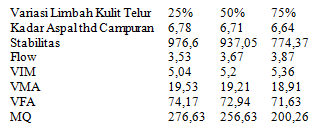 Variasi Limbah Kulit Telur 25% 50% 75%
Kadar Aspal thd Campuran 6,78 6,71 6,64
Stabilitas 976,6 937,05 774,37
Flow 3,53 3,67 3,87
VIM 5,04 5,2 5,36
VMA 19,53 19,21 18,91
VFA 74,17 72,94 71,63
MQ 276,63 256,63 200,26